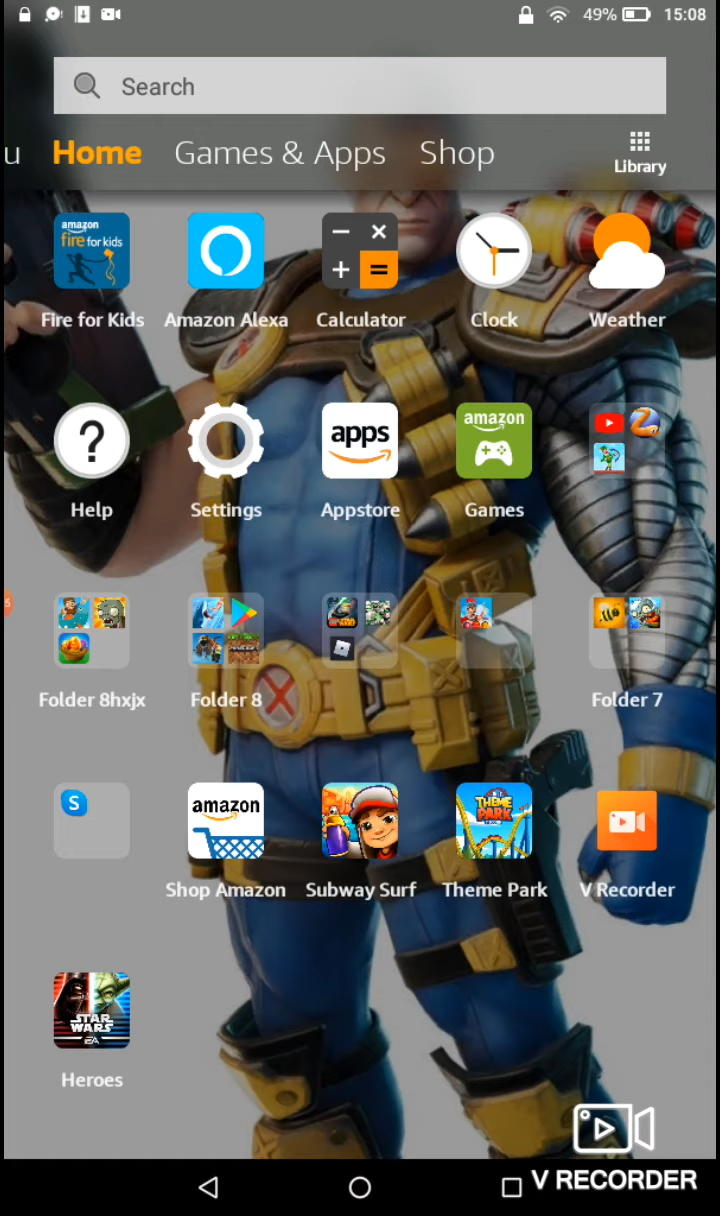 49% 15:08
Search
u Home Games & Apps Shop Library
amazon
fire for kids
Fire for Kids Amazon Alexa Calculator Clock Weather
apps
amazon
Help Settings Appstore Games
Folder 8hxjx Folder 8 Folder 7
S
amazon
THEME
PARK
Shop Amazon Subway Surf Theme Park V Recorder
STAR
WARS
EA
Heroes
V RECORDER